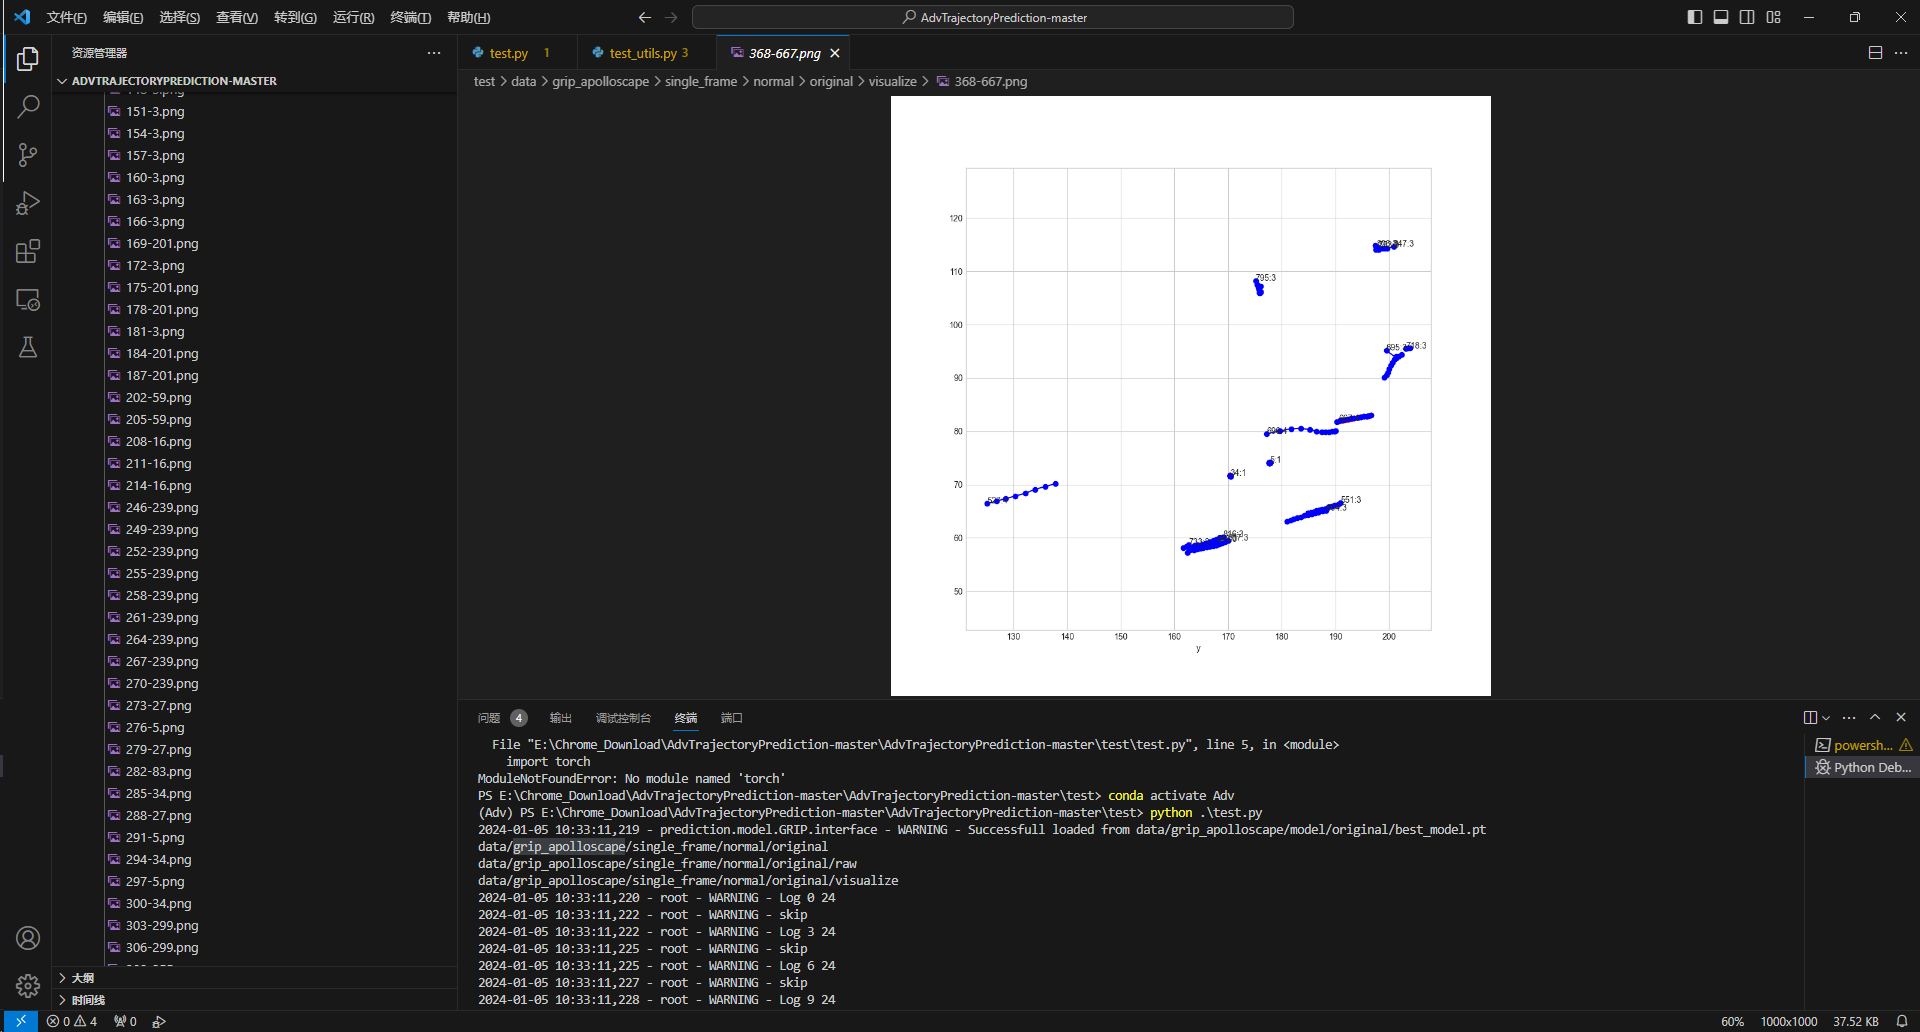 文件(F) 编辑(E) 选择(S) 查看(V) 转到(G) 运行(R) 终端(T) 帮助(H)
AdvTrajectoryPrediction-master
资源管理器
ADVTRAJECTORYPREDICTION-MASTER
151-3.png
154-3.png
157-3.png
160-3.png
163-3.png
166-3.png
169-201.png
172-3.png
175-201.png
178-201.png
181-3.png
184-201.png
187-201.png
202-59.png
205-59.png
208-16.png
211-16.png
214-16.png
246-239.png
249-239.png
252-239.png
255-239.png
258-239.png
261-239.png
264-239.png
267-239.png
270-239.png
273-27.png
276-5.png
279-27.png
282-83.png
285-34.png
288-27.png
291-5.png
294-34.png
297-5.png
300-34.png
303-299.png
306-299.png
大纲
时间线
test.py 1
test_utils.py 3
368-667.png
test > data > grip_apolloscape > single_frame > normal > original > visualize > 368-667.png
120
110
100
90
80
70
60
50
130 140 150 160 170 180 190 200
y
795:3
718:3
5:1
34:1
551:3
问题 4 输出 调试控制台 终端 端口
File "E:\Chrome_Download\AdvTrajectoryPrediction-master\AdvTrajectoryPrediction-master\test\test.py", line 5, in <module>
import torch
ModuleNotFoundError: No module named 'torch'
PS E:\Chrome_Download\AdvTrajectoryPrediction-master\AdvTrajectoryPrediction-master\test> conda activate Adv
(Adv) PS E:\Chrome_Download\AdvTrajectoryPrediction-master\AdvTrajectoryPrediction-master\test> python .\test.py
2024-01-05 10:33:11,219 - prediction.model.GRIP.interface - WARNING - Successfull loaded from data/grip_apolloscape/model/original/best_model.pt
data/grip_apolloscape/single_frame/normal/original
data/grip_apolloscape/single_frame/normal/original/raw
data/grip_apolloscape/single_frame/normal/original/visualize
2024-01-05 10:33:11,220 - root - WARNING - Log 0 24
2024-01-05 10:33:11,222 - root - WARNING - skip
2024-01-05 10:33:11,222 - root - WARNING - Log 3 24
2024-01-05 10:33:11,225 - root - WARNING - skip
2024-01-05 10:33:11,225 - root - WARNING - Log 6 24
2024-01-05 10:33:11,227 - root - WARNING - skip
2024-01-05 10:33:11,228 - root - WARNING - Log 9 24
powersh...
Python Deb...
0 4 0
60% 1000x1000 37.52 KB